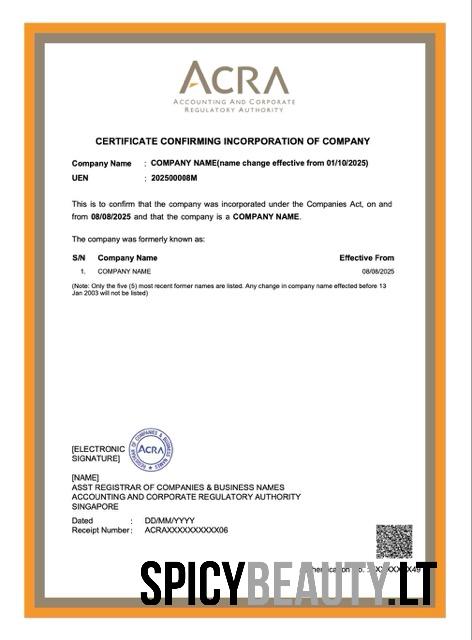 ACRA
ACCOUNTING AND CORPORATE
REGULATORY AUTHORITY
CERTIFICATE CONFIRMING INCORPORATION OF COMPANY
Company Name : COMPANY NAME(name change effective from 01/10/2025)
UEN : 202500008M
This is to confirm that the company was incorporated under the Companies Act, on and
from 08/08/2025 and that the company is a COMPANY NAME.
The company was formerly known as:
S/N Company Name Effective From
1. COMPANY NAME 08/08/2025
(Note: Only the five (5) most recent former names are listed. Any change in company name effected before 13
Jan 2003 will not be listed)
[ELECTRONIC
SIGNATURE]
REGISTRAR OF COMPANIES & BUSINESS NAMES
ACRA
[NAME]
ASST REGISTRAR OF COMPANIES & BUSINESS NAMES
ACCOUNTING AND CORPORATE REGULATORY AUTHORITY
SINGAPORE
Dated : DD/MM/YYYY
Receipt Number: ACRAXXXXXXXXXX06
SPICYBEAUTY.LT